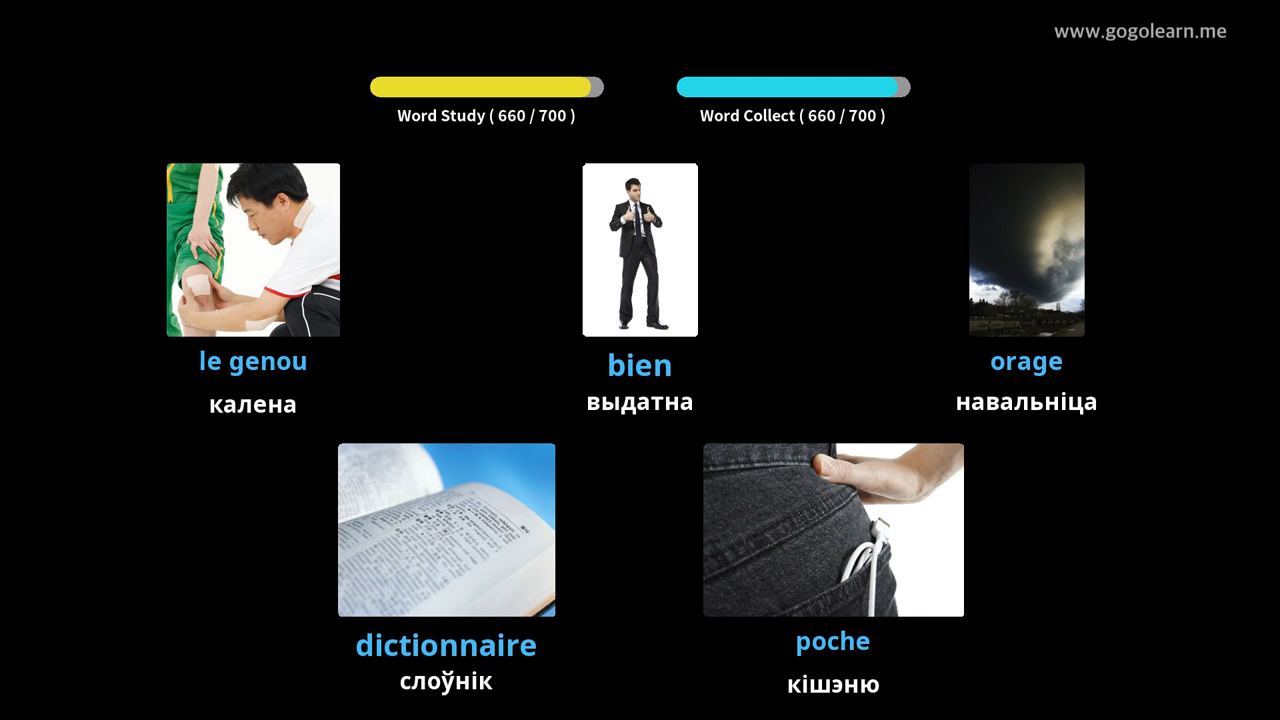 www.gogolearn.me
Word Study ( 660 / 700 )
Word Collect ( 660 / 700 )
le genou
калена
bien
выдатна
orage
навальніца
dictionnaire
слоўнік
poche
кішэню